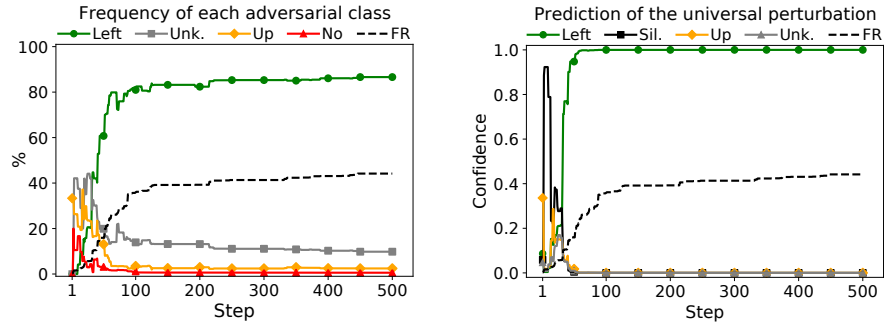 Frequency of each adversarial class
Left Unk. Up No FR
100
80
60
40
20
0
%
1 100 200 300 400 500
Step
Prediction of the universal perturbation
Left Sil. Up Unk. FR
1.0
0.8
0.6
0.4
0.2
0.0
Confidence
1 100 200 300 400 500
Step